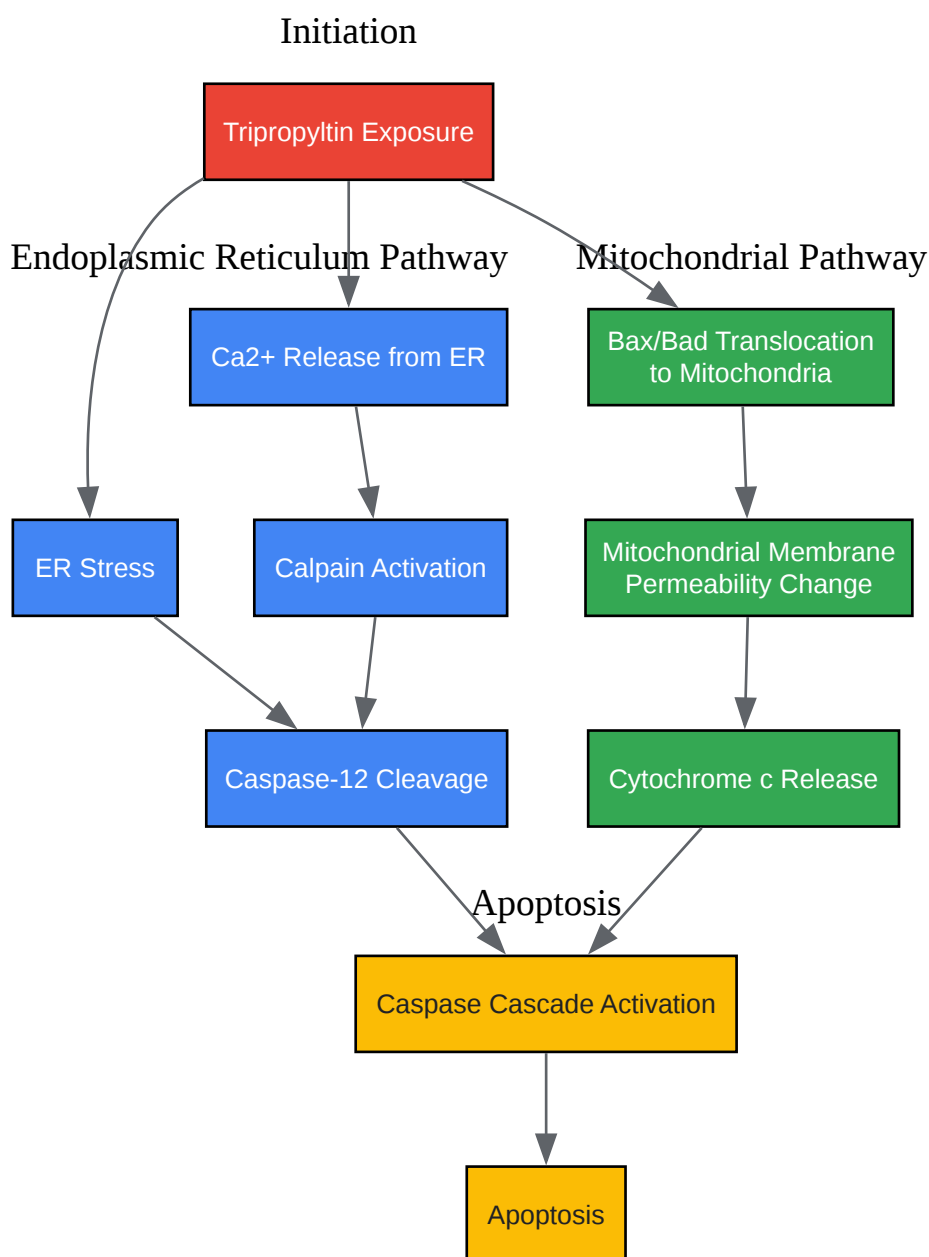 Initiation
Tripropyltin Exposure
Endoplasmic Reticulum Pathway
Mitochondrial Pathway
Ca2+ Release from ER
Bax/Bad Translocation
to Mitochondria
ER Stress
Calpain Activation
Mitochondrial Membrane
Permeability Change
Caspase-12 Cleavage
Cytochrome c Release
Apoptosis
Caspase Cascade Activation
Apoptosis